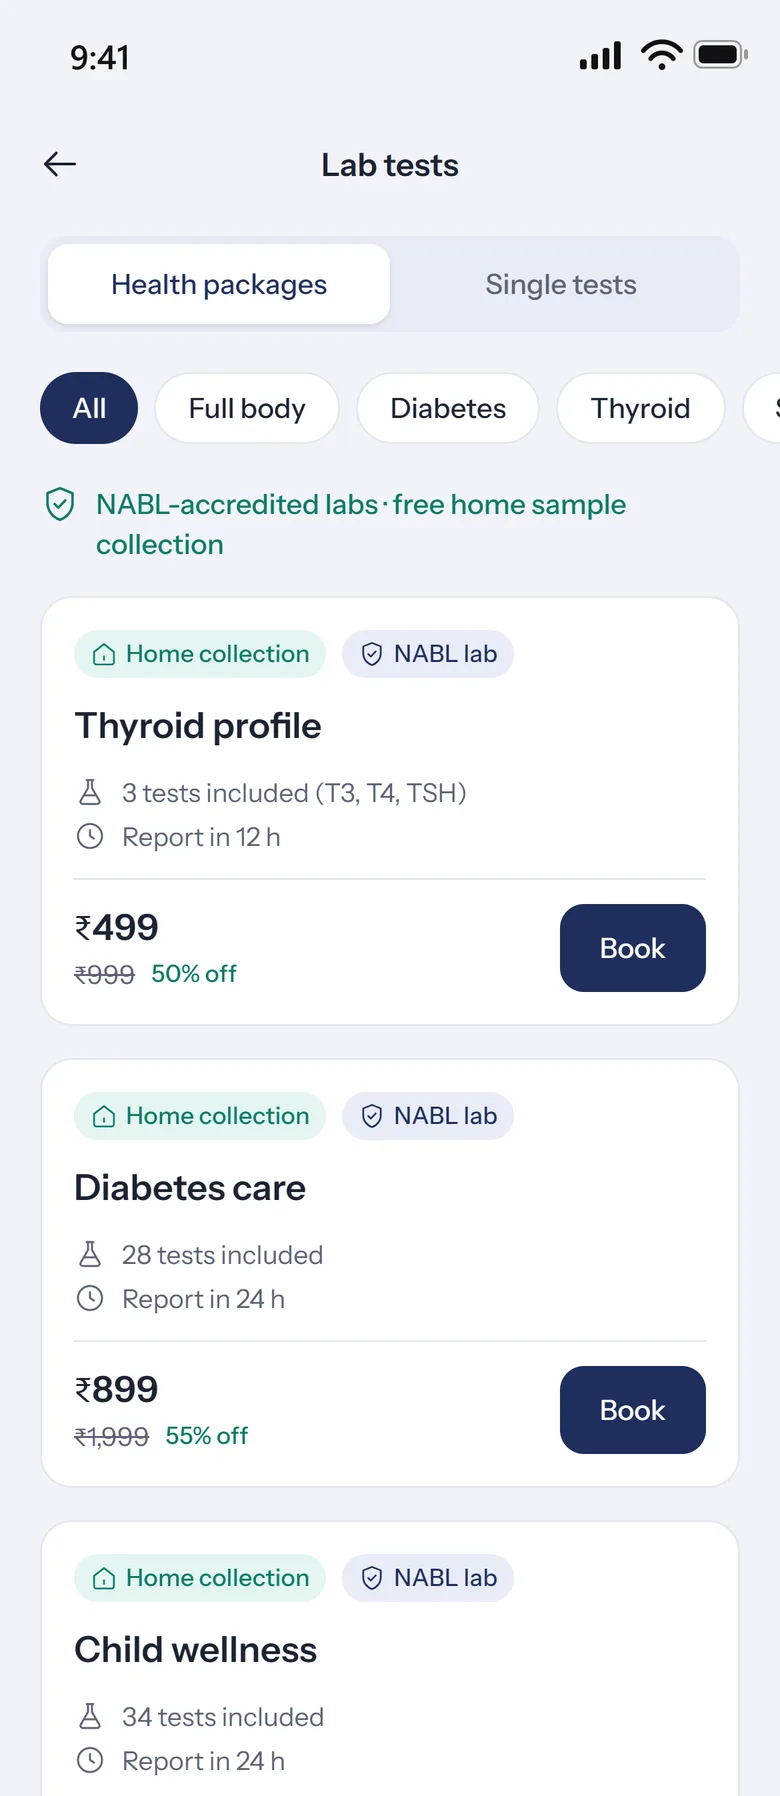 9:41
Lab tests
Health packages
Single tests
All
Full body
Diabetes
Thyroid
NABL-accredited labs · free home sample
collection
Home collection
NABL lab
Thyroid profile
3 tests included (T3, T4, TSH)
Report in 12 h
₹499
₹999 50% off
Book
Home collection
NABL lab
Diabetes care
28 tests included
Report in 24 h
₹899
₹1,999 55% off
Book
Home collection
NABL lab
Child wellness
34 tests included
Report in 24 h